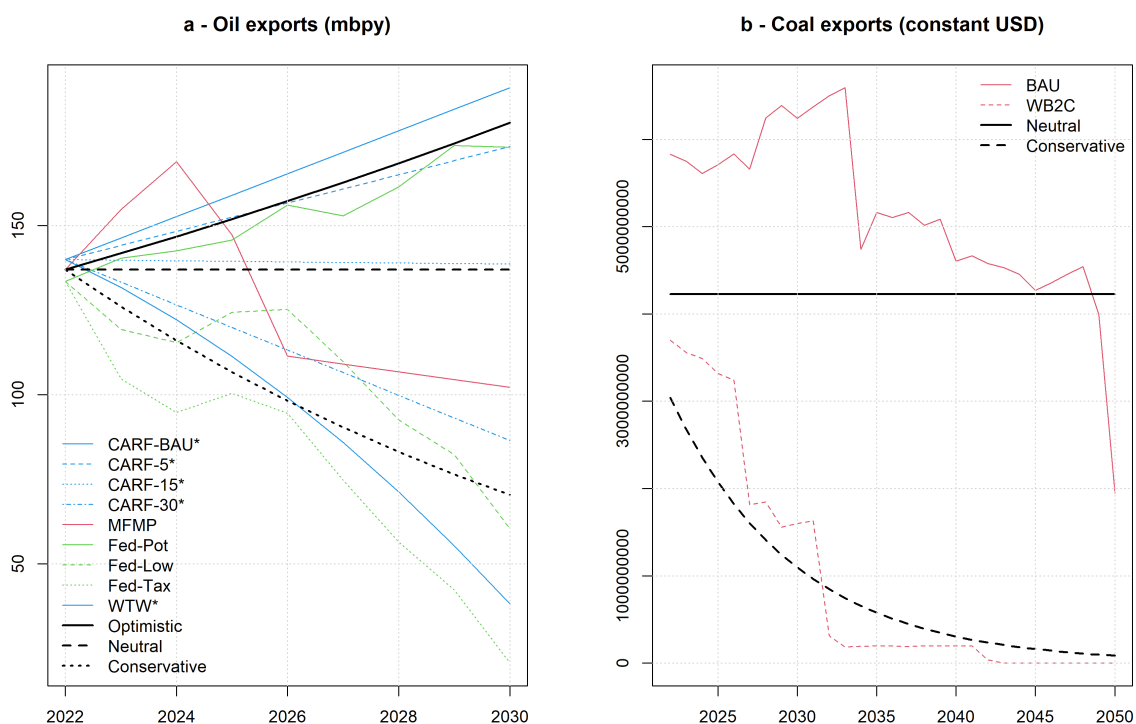 a - Oil exports (mbpy)
150
100
50
CARF-BAU*
CARF-5*
CARF-15*
CARF-30*
MFMP
Fed-Pot
Fed-Low
Fed-Tax
WTW*
Optimistic
Neutral
Conservative
2022
2024
2026
2028
2030
b - Coal exports (constant USD)
5000000000
3000000000
1000000000
0
BAU
WB2C
Neutral
Conservative
2025
2030
2035
2040
2045
2050